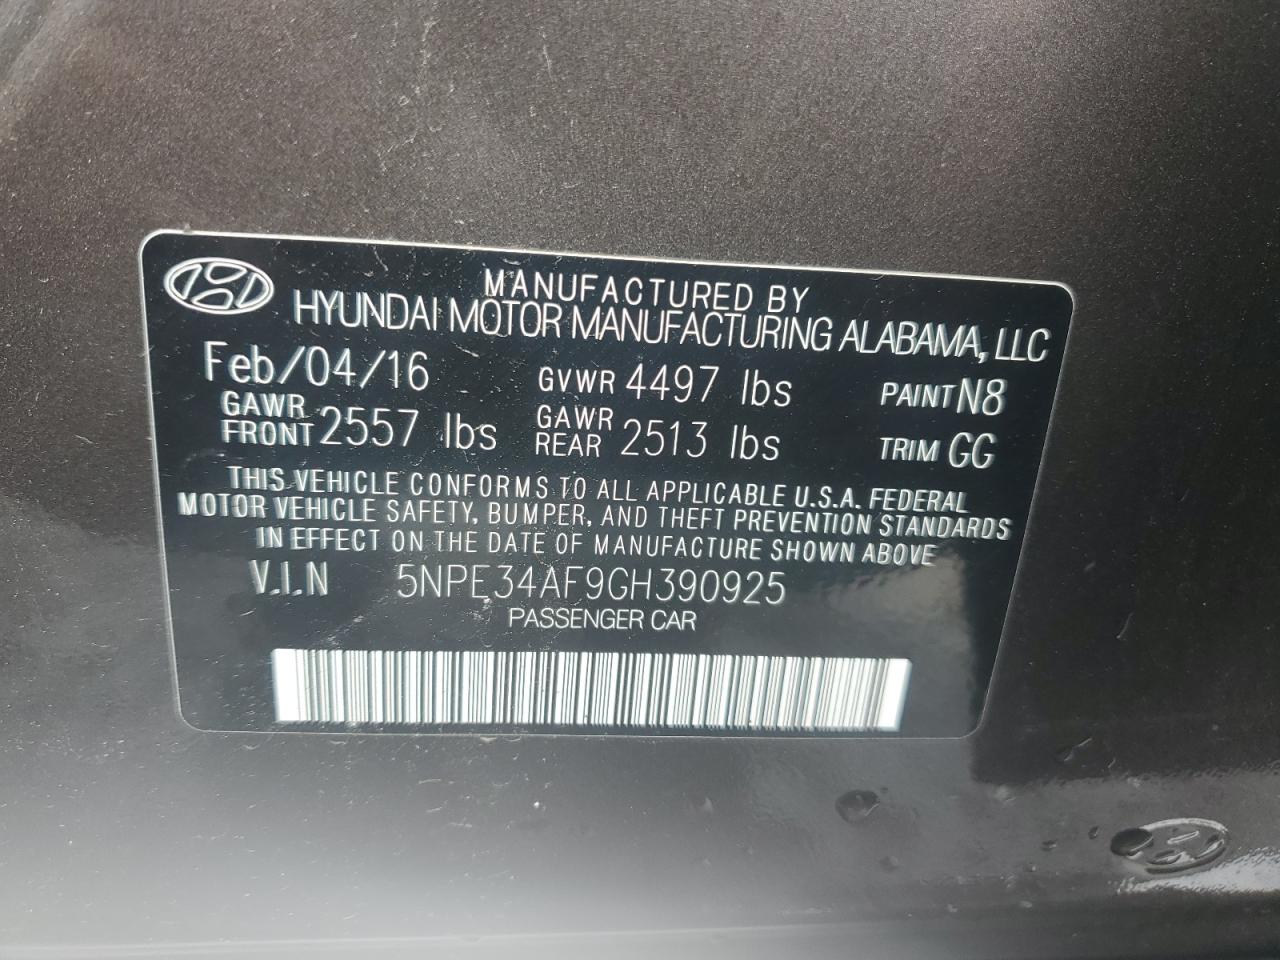 MANUFACTURED BY
HYUNDAI MOTOR MANUFACTURING ALABAMA, LLC
Feb/04/16 GVWR 4497 lbs PAINT N8
GAWR FRONT 2557 lbs GAWR REAR 2513 lbs TRIM GG
THIS VEHICLE CONFORMS TO ALL APPLICABLE U.S.A. FEDERAL
MOTOR VEHICLE SAFETY, BUMPER, AND THEFT PREVENTION STANDARDS
IN EFFECT ON THE DATE OF MANUFACTURE SHOWN ABOVE
V.I.N 5NPE34AF9GH390925
PASSENGER CAR